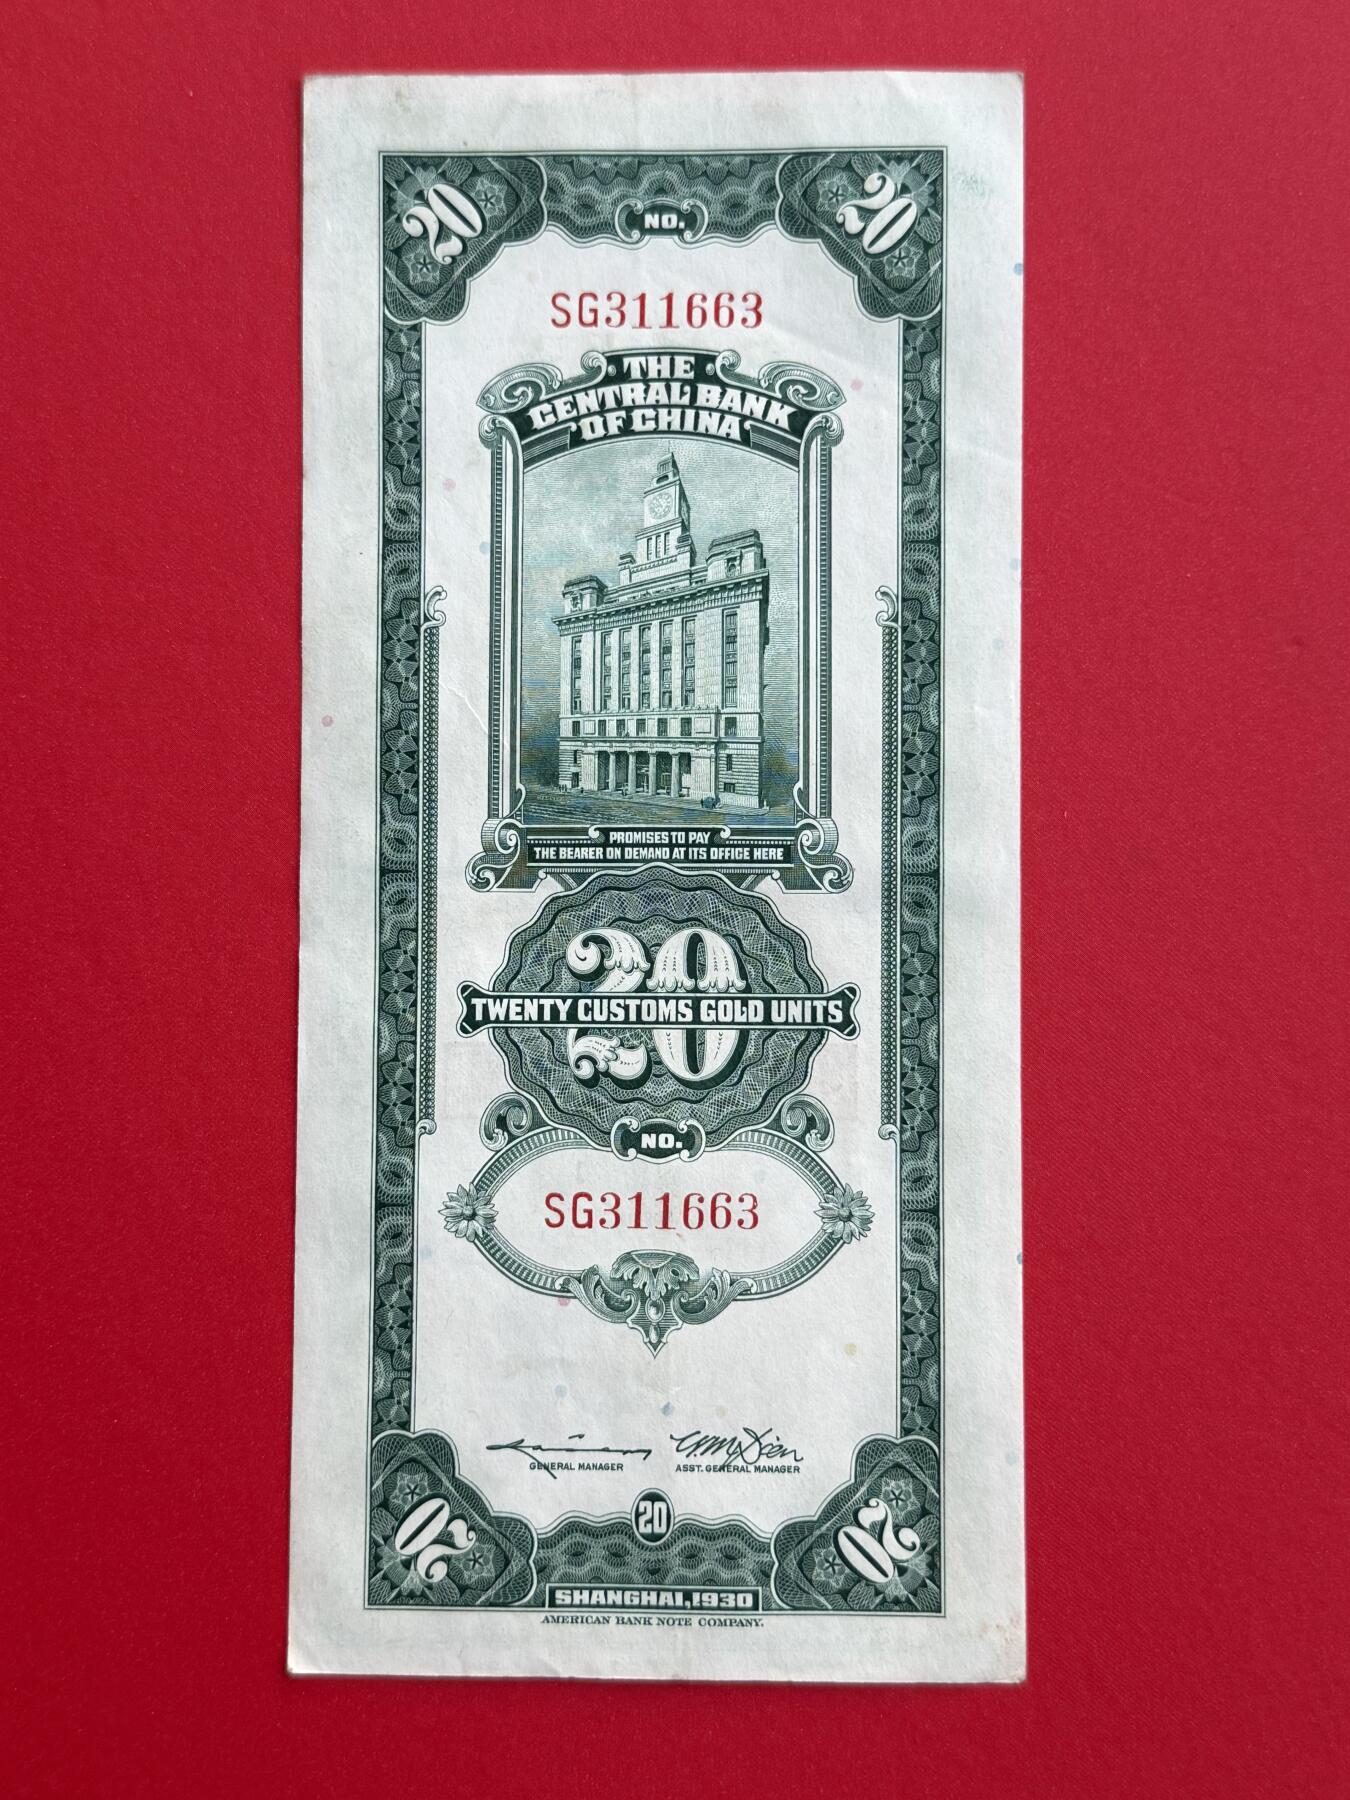 20 20
NO.
SG311663
THE
CENTRAL BANK
OF CHINA
PROMISES TO PAY
THE BEARER ON DEMAND AT ITS OFFICE HERE
20
TWENTY CUSTOMS GOLD UNITS
NO.
SG311663
GENERAL MANAGER ASST. GENERAL MANAGER
20 20 20
SHANGHAI, 1930
AMERICAN BANK NOTE COMPANY.